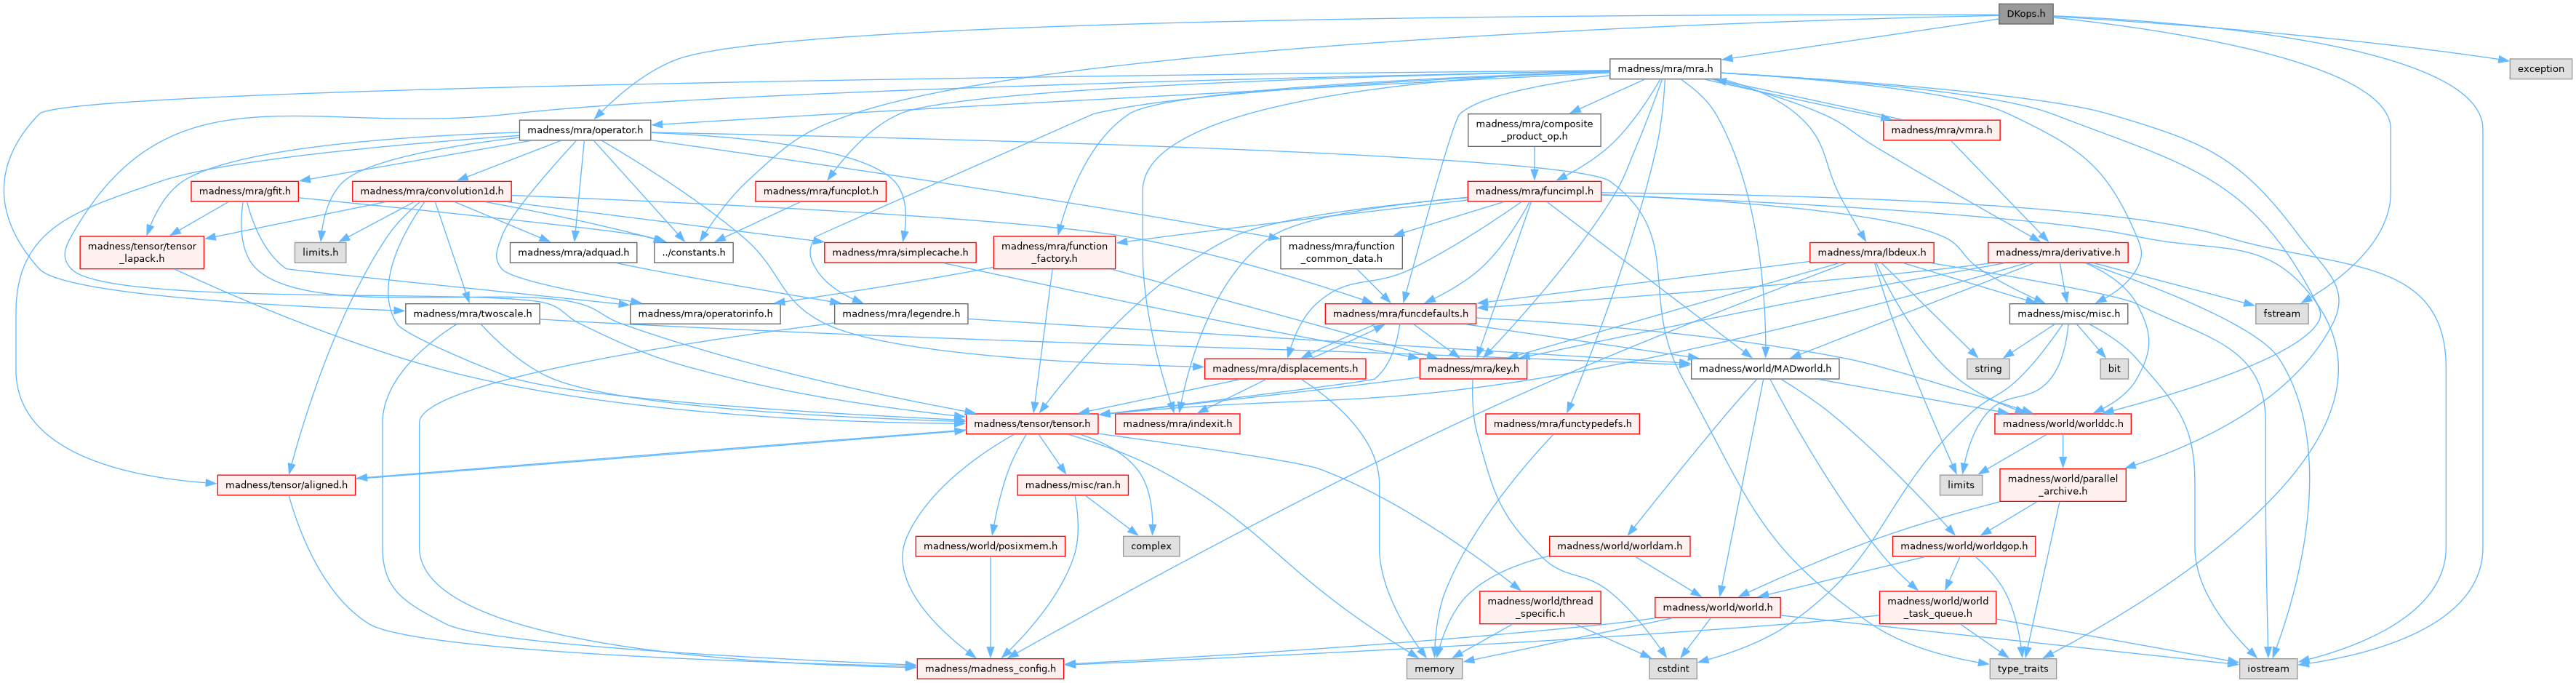 DKops.h
madness/mra/mra.h
exception
madness/mra/operator.h
madness/mra/composite
_product_op.h
madness/mra/vmra.h
madness/mra/gfit.h
madness/mra/convolution1d.h
madness/mra/funcplot.h
madness/mra/funcimpl.h
madness/tensor/tensor
_lapack.h
limits.h
madness/mra/adquad.h
../constants.h
madness/mra/simplecache.h
madness/mra/function
_factory.h
madness/mra/function
_common_data.h
madness/mra/lbdeux.h
madness/mra/derivative.h
madness/mra/twoscale.h
madness/mra/operatorinfo.h
madness/mra/legendre.h
madness/mra/funcdefaults.h
madness/misc/misc.h
fstream
madness/mra/displacements.h
madness/mra/key.h
madness/world/MADworld.h
string
bit
madness/tensor/tensor.h
madness/mra/indexit.h
madness/mra/functypedefs.h
madness/world/worlddc.h
madness/tensor/aligned.h
madness/misc/ran.h
limits
madness/world/parallel
_archive.h
madness/world/posixmem.h
complex
madness/world/worldam.h
madness/world/worldgop.h
madness/world/thread
_specific.h
madness/world/world.h
madness/world/world
_task_queue.h
madness/madness_config.h
memory
cstdint
type_traits
iostream